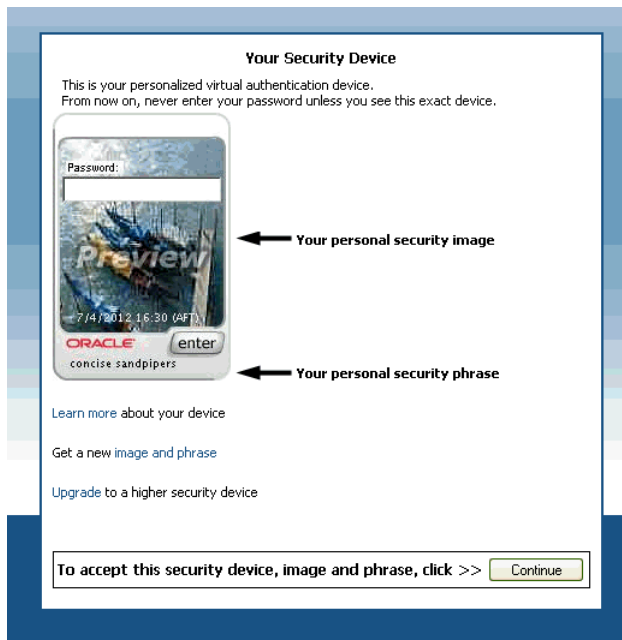 Your Security Device
This is your personalized virtual authentication device.
From now on, never enter your password unless you see this exact device.
Password:
Preview
Your personal security image
7/4/2012 16:30 (AFT)
ORACLE
enter
concise sandpipers
Your personal security phrase
Learn more about your device
Get a new image and phrase
Upgrade to a higher security device
To accept this security device, image and phrase, click >> Continue